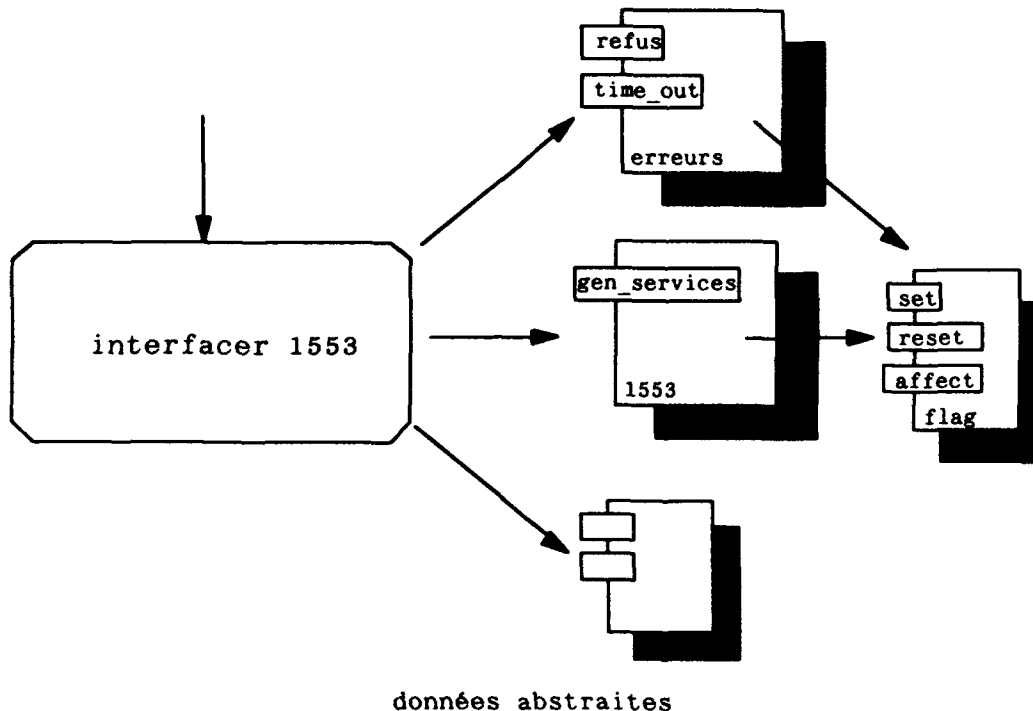 refus
time_out
erreurs
interfacer 1553
gen_services
1553
set
reset
affect
flag
données abstraites